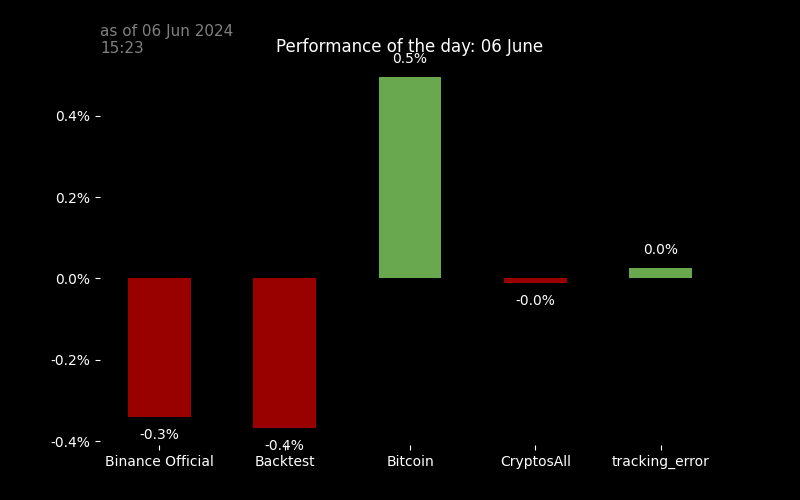 as of 06 Jun 2024
15:23
Performance of the day: 06 June
0.5%
0.4%
0.2%
0.0%
0.0%
-0.0%
-0.2%
-0.3%
-0.4%
-0.4%
Binance Official
Backtest
Bitcoin
CryptosAll
tracking_error